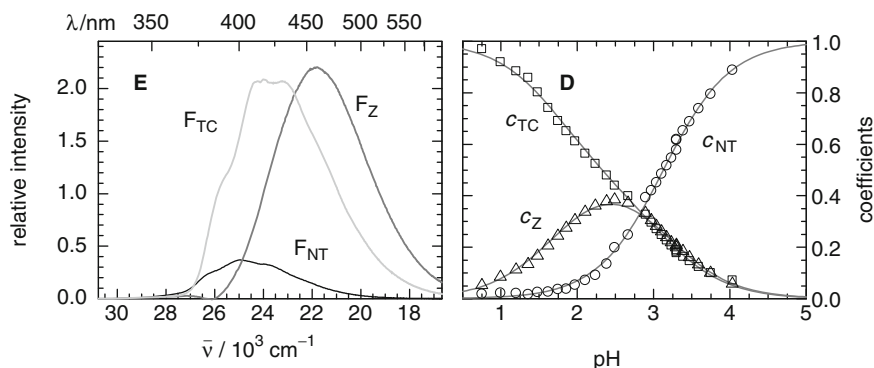 λ/nm 350 400 450 500 550
E
D
F_TC
F_Z
F_NT
c_TC
c_NT
c_Z
relative intensity
2.0
1.5
1.0
0.5
0.0
30 28 26 24 22 20 18
ν̄ / 10³ cm⁻¹
1.0
0.8
0.6
0.4
0.2
0.0
coefficients
1 2 3 4 5
pH